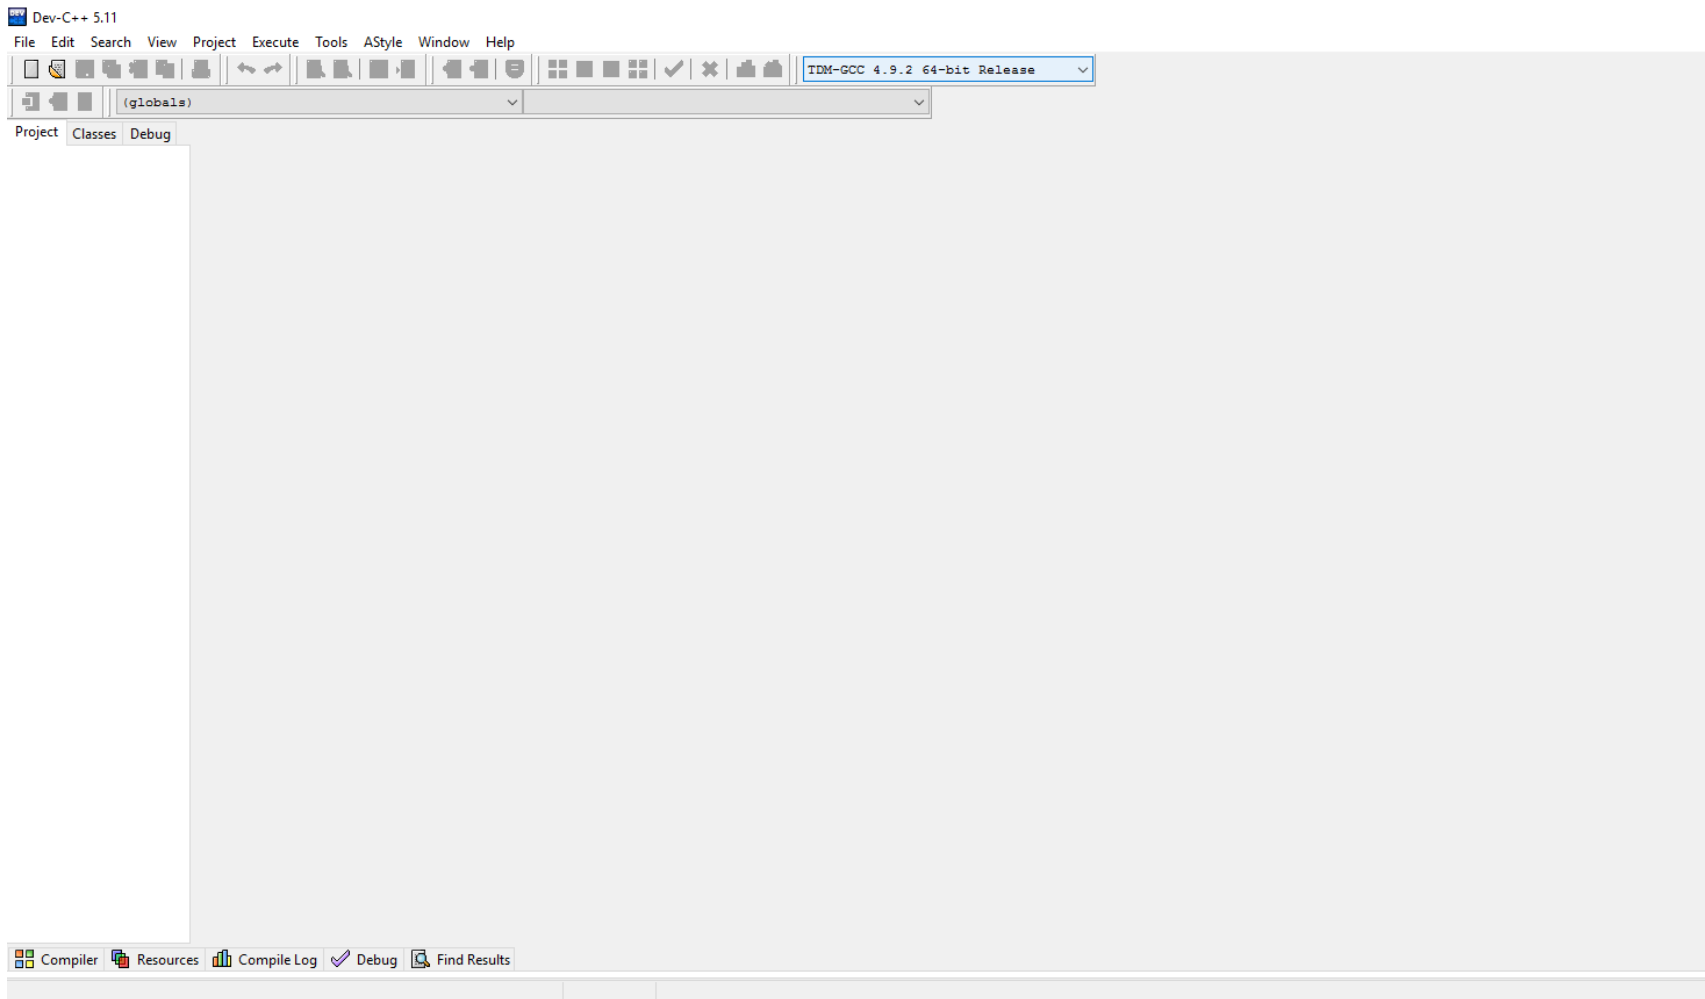 Dev-C++ 5.11
File Edit Search View Project Execute Tools AStyle Window Help
TDM-GCC 4.9.2 64-bit Release
(globals)
Project Classes Debug
Compiler Resources Compile Log Debug Find Results